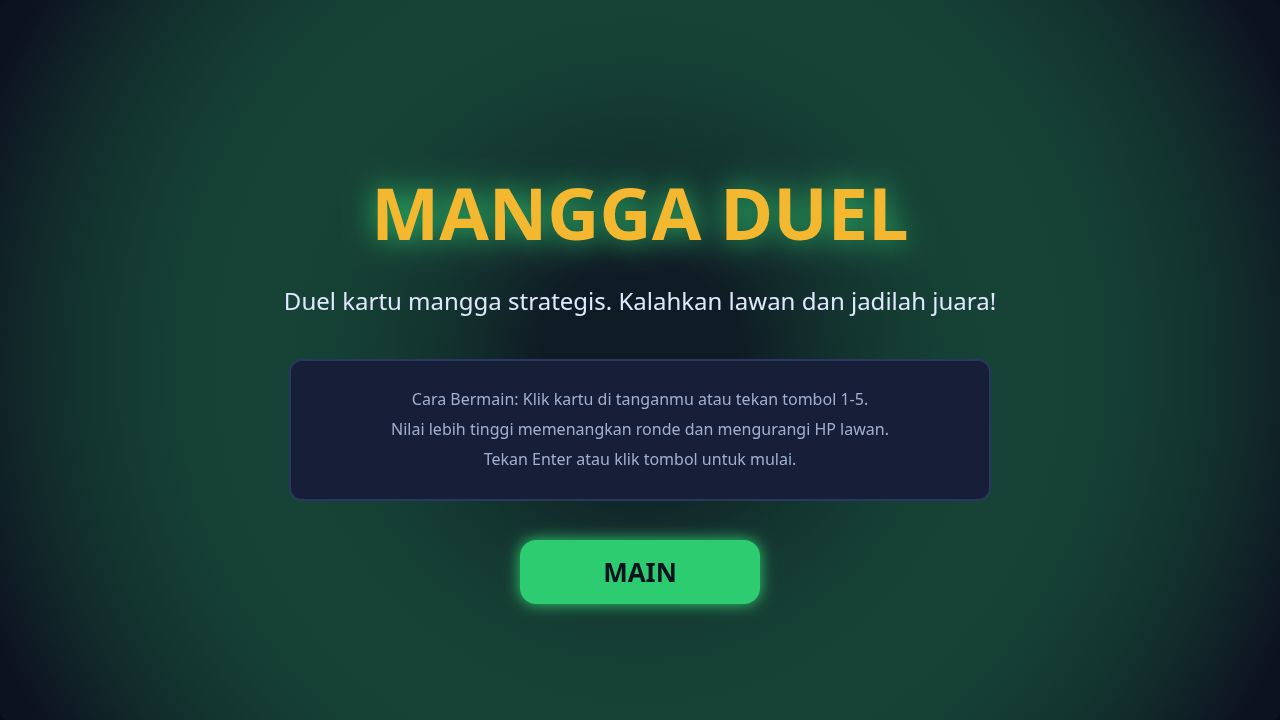 MANGGA DUEL
Duel kartu mangga strategis. Kalahkan lawan dan jadilah juara!
Cara Bermain: Klik kartu di tanganmu atau tekan tombol 1-5.
Nilai lebih tinggi memenangkan ronde dan mengurangi HP lawan.
Tekan Enter atau klik tombol untuk mulai.
MAIN